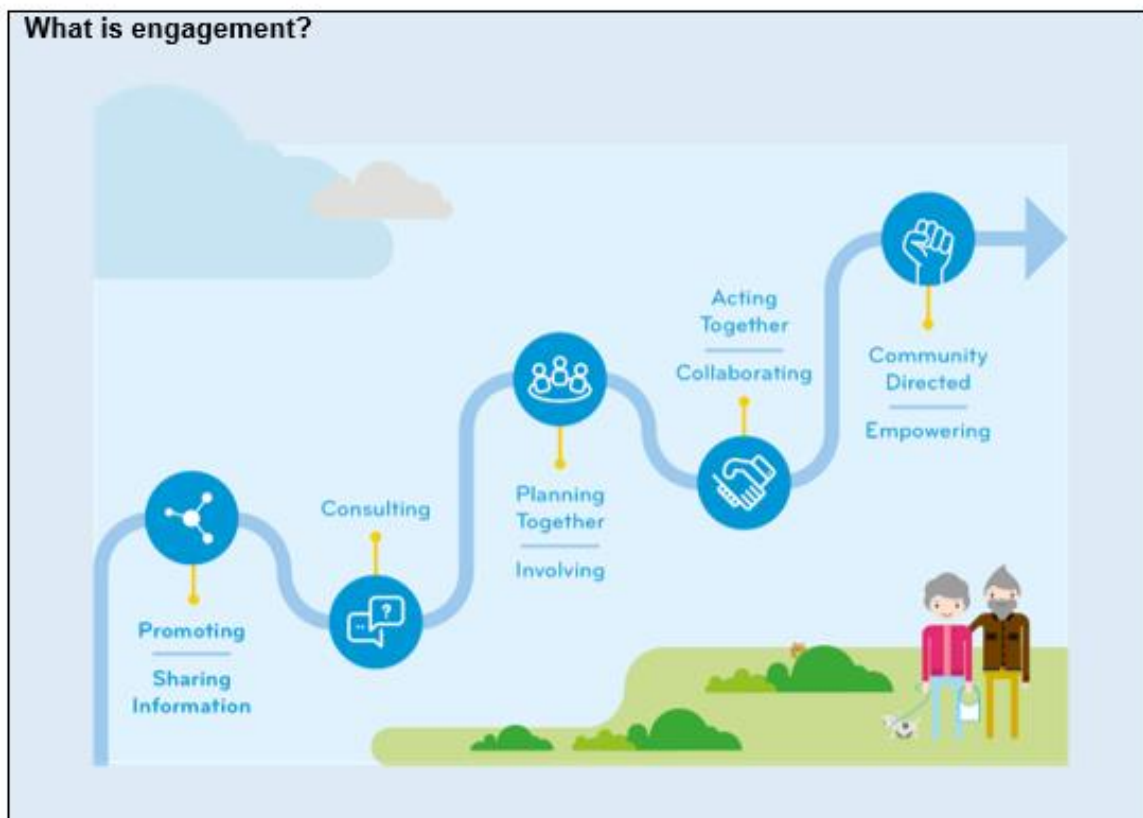 What is engagement?
Promoting
Sharing
Information
Consulting
?
Planning
Together
Involving
Acting
Together
Collaborating
Community
Directed
Empowering